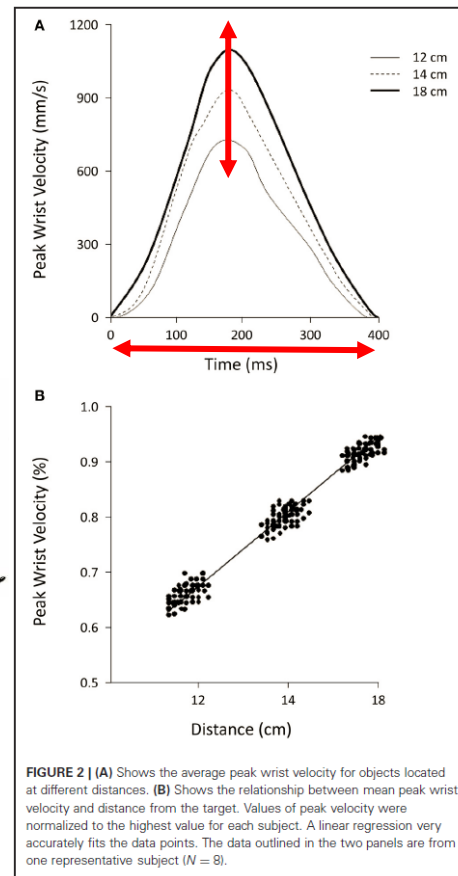 A
1200
900
600
300
0
Peak Wrist Velocity (mm/s)
12 cm
14 cm
18 cm
0 100 200 300 400
Time (ms)
B
1.0
0.9
0.8
0.7
0.6
0.5
Peak Wrist Velocity (%)
12 14 18
Distance (cm)
FIGURE 2 | (A) Shows the average peak wrist velocity for objects located
at different distances. (B) Shows the relationship between mean peak wrist
velocity and distance from the target. Values of peak velocity were
normalized to the highest value for each subject. A linear regression very
accurately fits the data points. The data outlined in the two panels are from
one representative subject (N = 8).